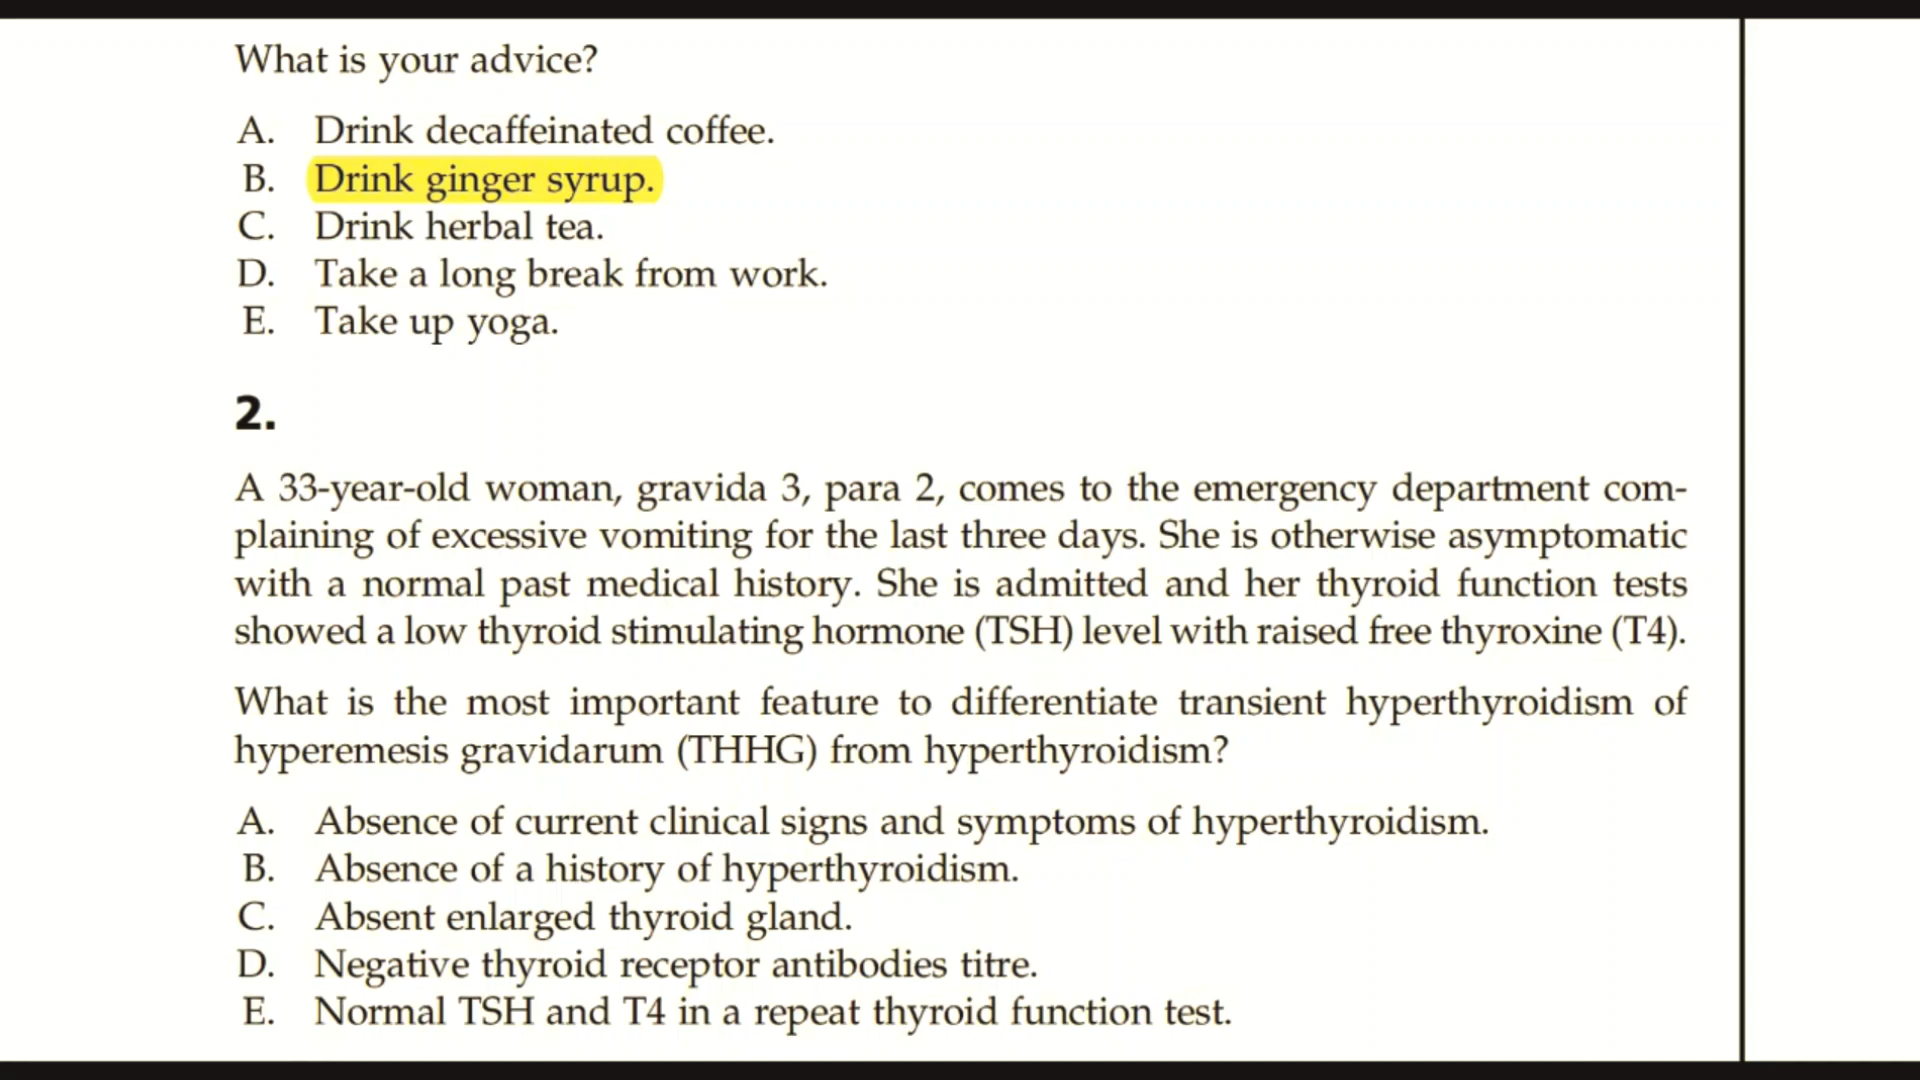 What is your advice?
A. Drink decaffeinated coffee.
B. Drink ginger syrup.
C. Drink herbal tea.
D. Take a long break from work.
E. Take up yoga.
2.
A 33-year-old woman, gravida 3, para 2, comes to the emergency department com-
plaining of excessive vomiting for the last three days. She is otherwise asymptomatic
with a normal past medical history. She is admitted and her thyroid function tests
showed a low thyroid stimulating hormone (TSH) level with raised free thyroxine (T4).
What is the most important feature to differentiate transient hyperthyroidism of
hyperemesis gravidarum (THHG) from hyperthyroidism?
A. Absence of current clinical signs and symptoms of hyperthyroidism.
B. Absence of a history of hyperthyroidism.
C. Absent enlarged thyroid gland.
D. Negative thyroid receptor antibodies titre.
E. Normal TSH and T4 in a repeat thyroid function test.